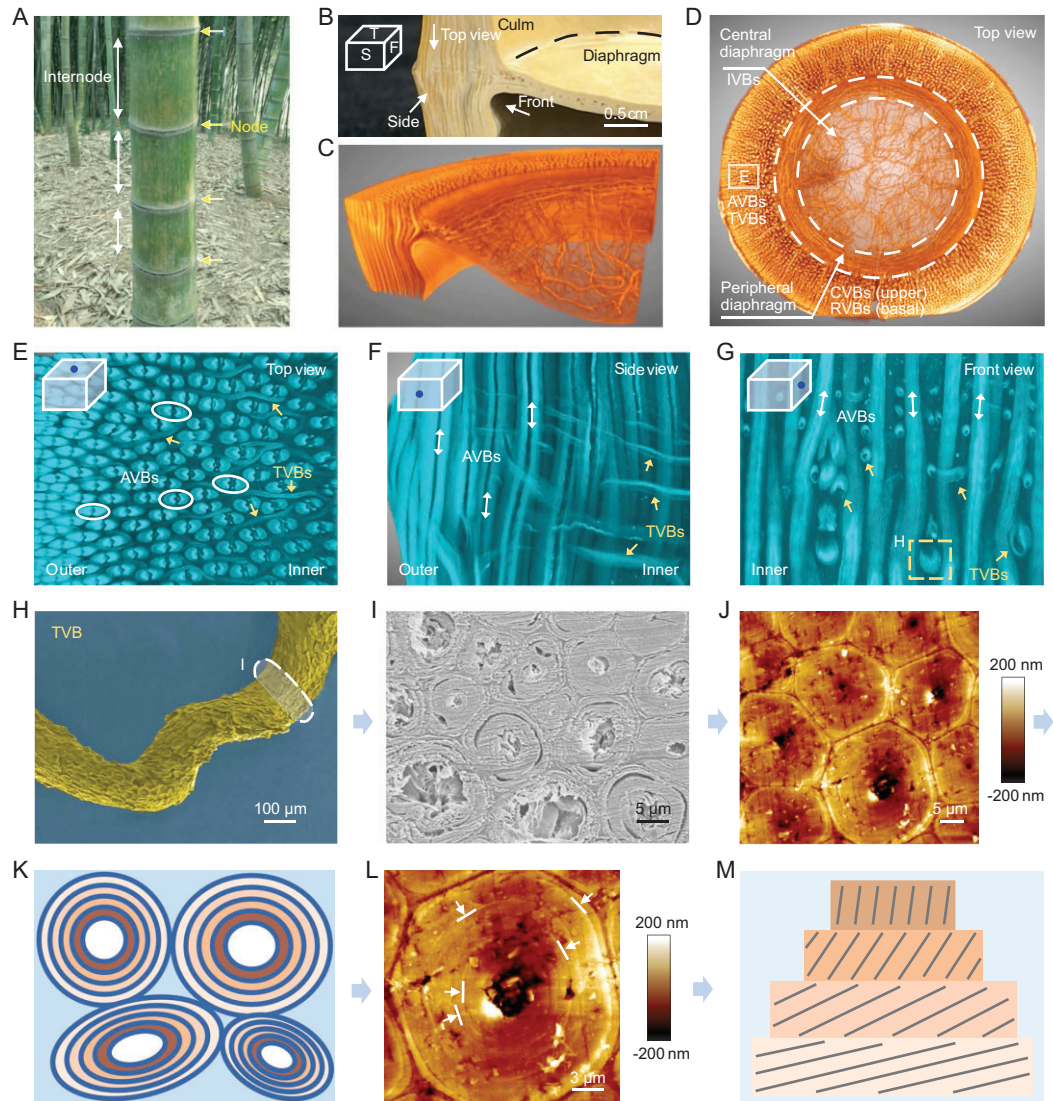 A
Internode
Node
B
T
S
F
Top view
Culm
Diaphragm
Side
Front
0.5cm
C
D
Central
diaphragm
IVBs
Top view
E
AVBs
TVBs
Peripheral
diaphragm
CVBs (upper)
RVBs (basal)
E
Top view
AVBs
TVBs
Outer
Inner
F
Side view
AVBs
TVBs
Outer
Inner
G
Front view
AVBs
H
TVBs
Inner
H
TVB
I
100 μm
I
5 μm
J
200 nm
-200 nm
5 μm
K
L
200 nm
-200 nm
3 μm
M